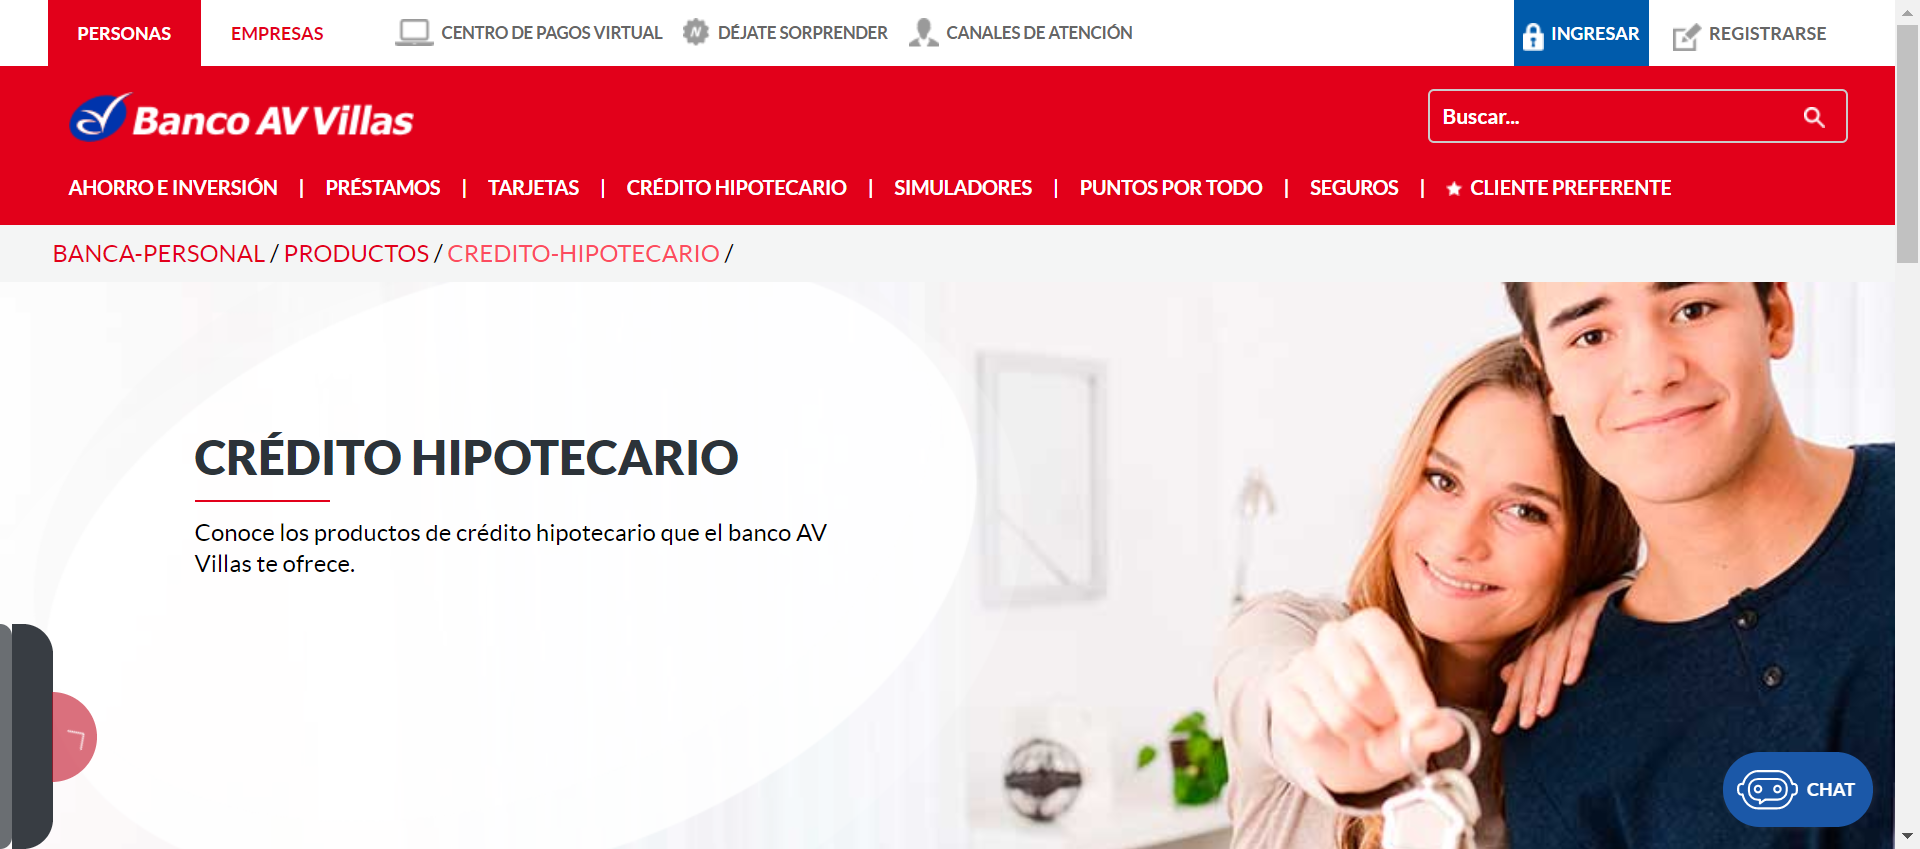 PERSONAS
EMPRESAS
CENTRO DE PAGOS VIRTUAL
DÉJATE SORPRENDER
CANALES DE ATENCIÓN
INGRESAR
REGISTRARSE
Banco AV Villas
Buscar...
AHORRO E INVERSIÓN | PRÉSTAMOS | TARJETAS | CRÉDITO HIPOTECARIO | SIMULADORES | PUNTOS POR TODO | SEGUROS | CLIENTE PREFERENTE
BANCA-PERSONAL / PRODUCTOS / CREDITO-HIPOTECARIO /
CRÉDITO HIPOTECARIO
Conoce los productos de crédito hipotecario que el banco AV
Villas te ofrece.
CHAT